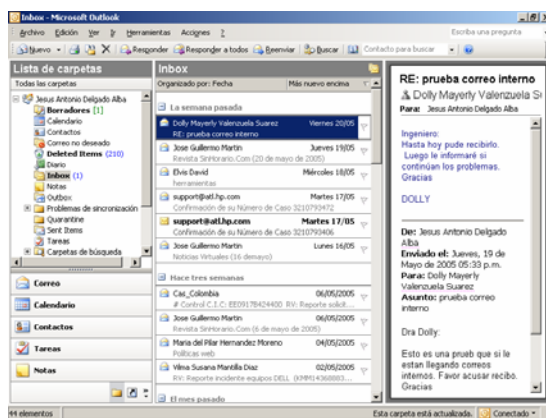 Inbox - Microsoft Outlook
Archivo Edición Ver Ir Herramientas Acciones ?
Escriba una pregunta
Nuevo Responder Responder a todos Reenviar Buscar Contacto para buscar
Lista de carpetas
Todas las carpetas
Jesus Antonio Delgado Alba
Borradores [1]
Calendario
Contactos
Correo no deseado
Deleted Items (210)
Diario
Inbox (1)
Notas
Outbox
Problemas de sincronización
Quarantine
Sent Items
Tareas
Carpetas de búsqueda
Correo
Calendario
Contactos
Tareas
Notas
Inbox
Organizado por: Fecha Más nuevo encima
La semana pasada
Dolly Mayerly Valenzuela Suarez Viernes 20/05
RE: prueba correo interno
Jose Guillermo Martin Jueves 19/05
Revista SinHorario.Com (20 de mayo de 2005)
Elvis David Miércoles 18/05
herramientas
support@atl.hp.com Martes 17/05
Confirmación de su Número de Caso 3210793472
support@atl.hp.com Martes 17/05
Confirmación de su Número de Caso 3210793406
Jose Guillermo Martin Lunes 16/05
Noticias Virtuales (16 demayo)
Hace tres semanas
Cas_Colombia 06/05/2005
# Control C.I.C: EE09178424400 RV: Reporte solicit...
Jose Guillermo Martin 06/05/2005
Revista SinHorario.Com (6 de mayo de 2005)
Maria del Pilar Hernandez Moreno 04/05/2005
Políticas web
Vilma Susana Mantilla Diaz 02/05/2005
RV: Reporte incidente equipos DELL (KMM14368883...
El mes pasado
RE: prueba correo interno
Dolly Mayerly Valenzuela S
Para: Jesus Antonio Delgado Alba
Ingeniero:
Hasta hoy pude recibirlo.
Luego le informaré si
continúan los problemas.
Gracias
DOLLY
De: Jesus Antonio Delgado
Alba
Enviado el: Jueves, 19 de
Mayo de 2005 05:33 p.m.
Para: Dolly Mayerly
Valenzuela Suarez
Asunto: prueba correo
interno
Dra Dolly:
Esto es una prueb que si le
estan llegando correos
internos. Favor acusar recibo.
Gracias
44 elementos
Esta carpeta está actualizada.
Conectado